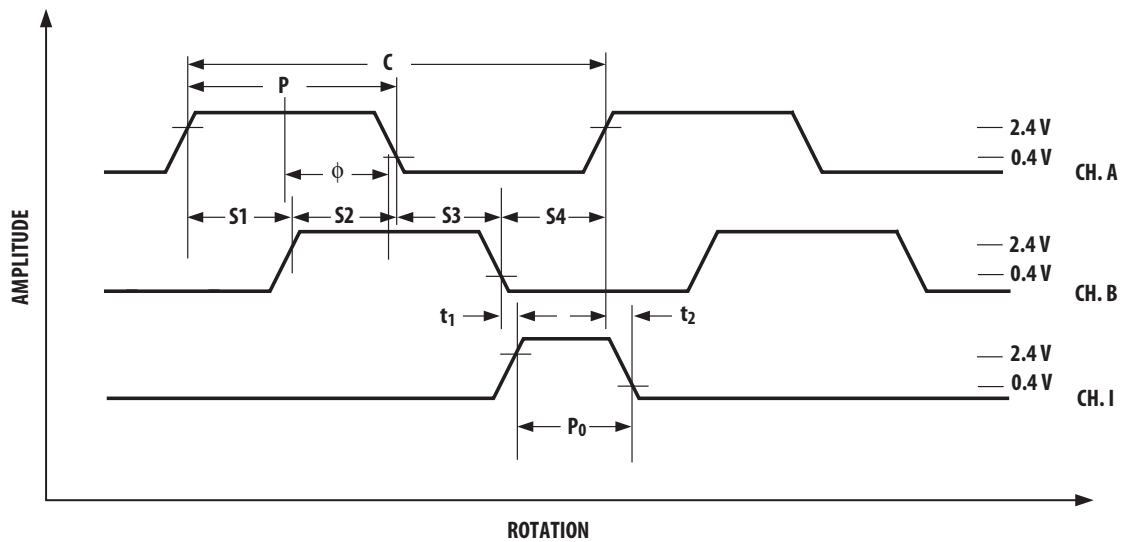 C
P
2.4 V
0.4 V
CH. A
ϕ
S1 S2 S3 S4
2.4 V
0.4 V
CH. B
AMPLITUDE
t1 t2
2.4 V
0.4 V
CH. I
P0
ROTATION